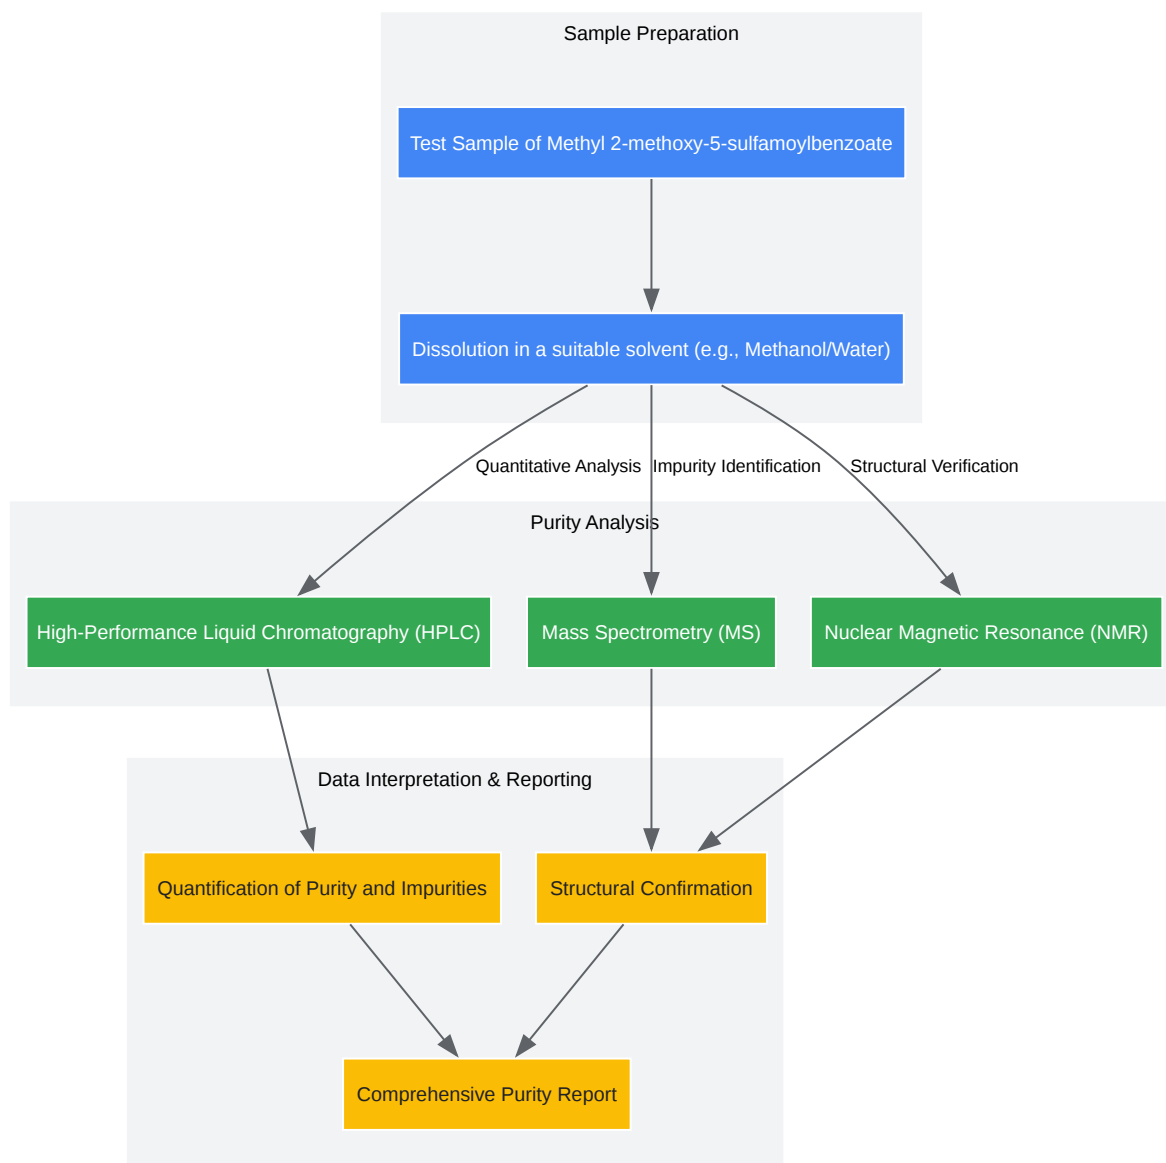 Sample Preparation
Test Sample of Methyl 2-methoxy-5-sulfamoylbenzoate
Dissolution in a suitable solvent (e.g., Methanol/Water)
Quantitative Analysis
Impurity Identification
Structural Verification
Purity Analysis
High-Performance Liquid Chromatography (HPLC)
Mass Spectrometry (MS)
Nuclear Magnetic Resonance (NMR)
Data Interpretation & Reporting
Quantification of Purity and Impurities
Structural Confirmation
Comprehensive Purity Report